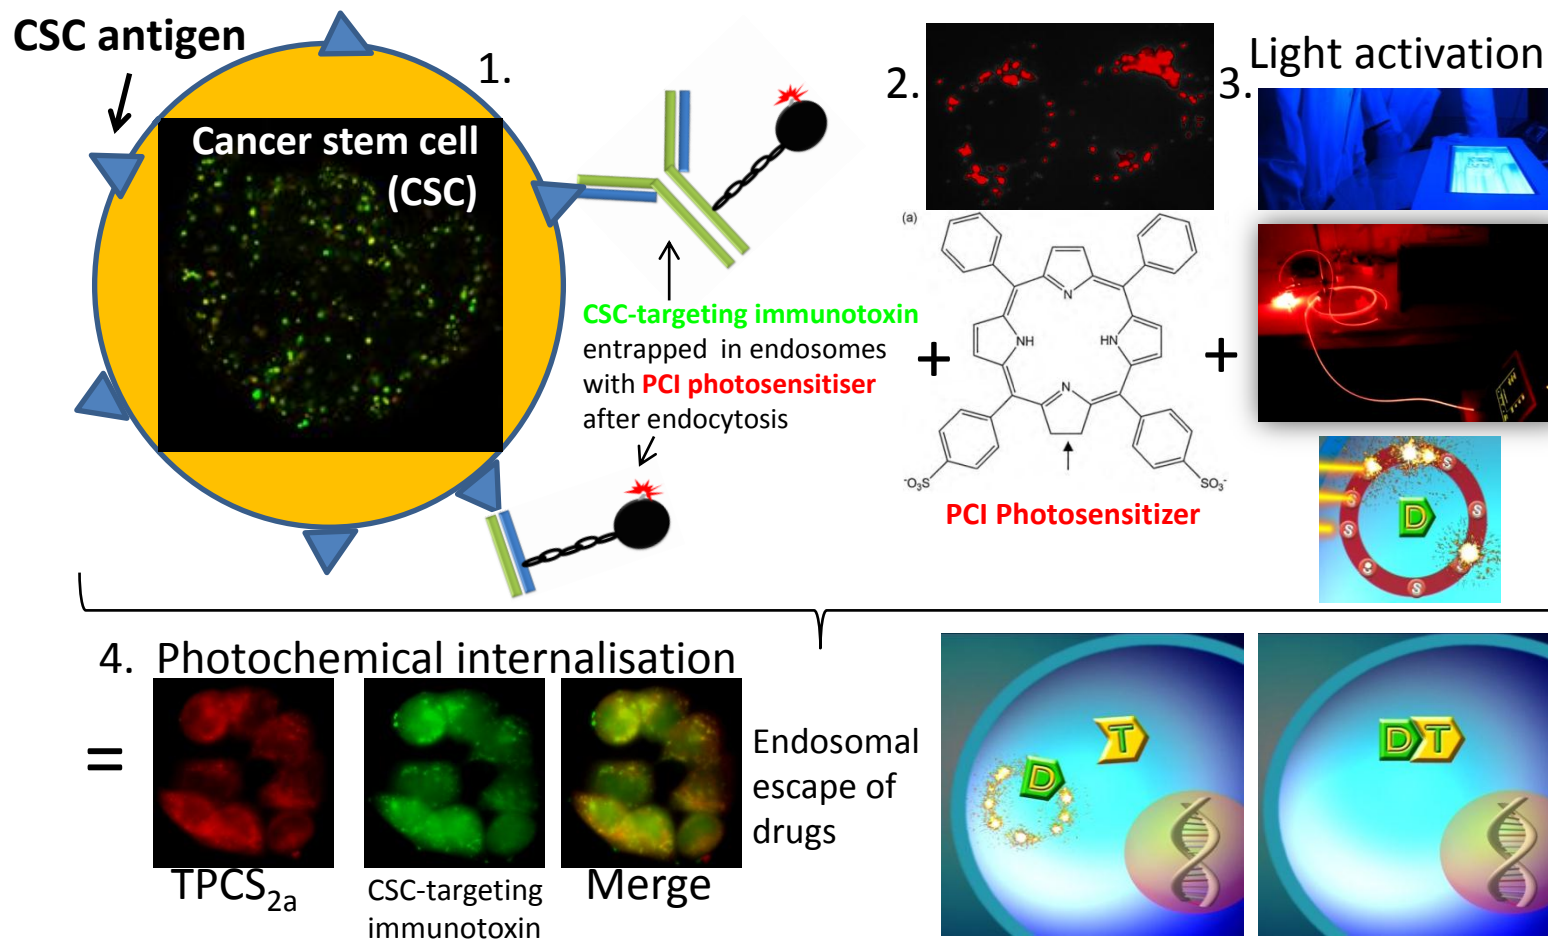 CSC antigen
1.
Cancer stem cell
(CSC)
CSC-targeting immunotoxin
entrapped in endosomes
with PCI photosensitiser
after endocytosis
2.
(a)
N
NH
HN
N
-O3S
SO3-
PCI Photosensitizer
+
+
3.
Light activation
S
S
S
S
S
S
S
D
4. Photochemical internalisation
=
TPCS2a
CSC-targeting
immunotoxin
Merge
Endosomal
escape of
drugs
T
D
DT